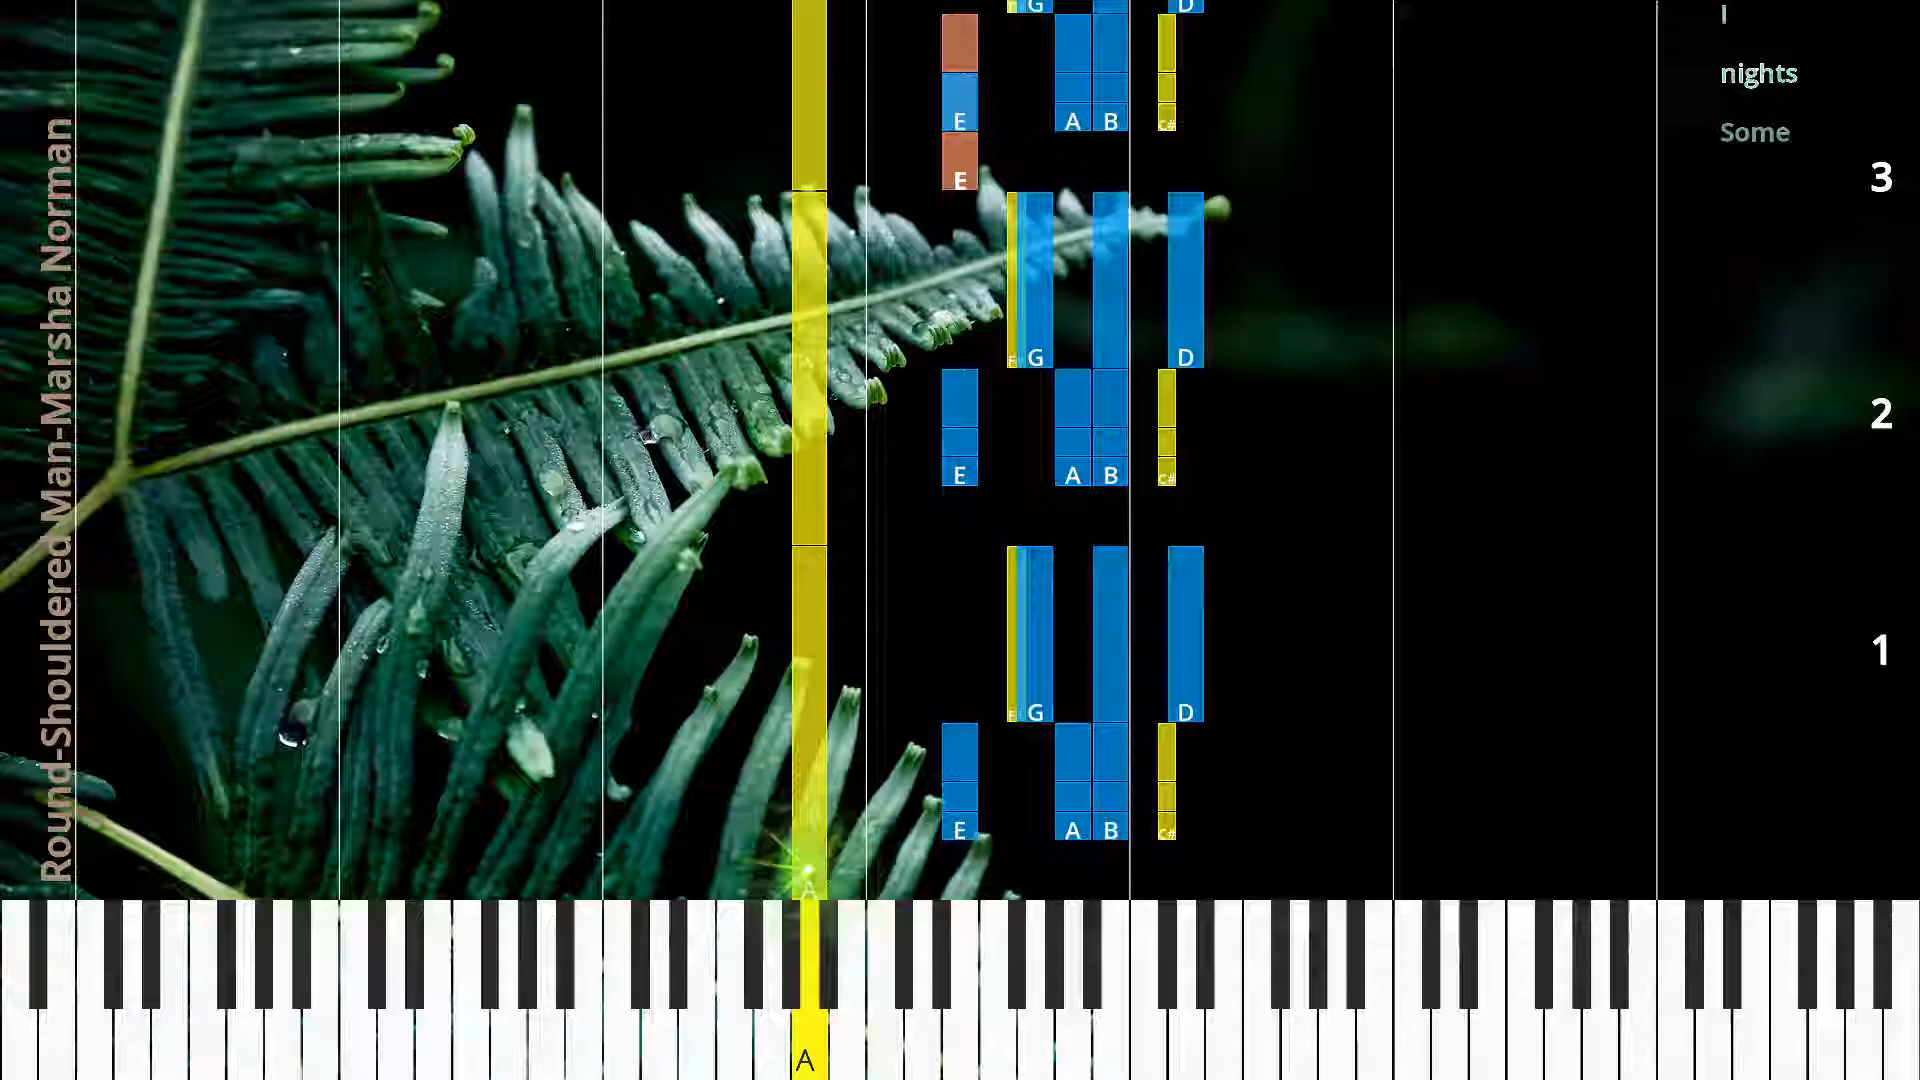 Round-Shouldered Man-Marsha Norman
G
D
I
nights
E
A
B
C#
Some
E
3
G
D
2
E
A
B
C#
1
G
D
E
A
B
C#
A